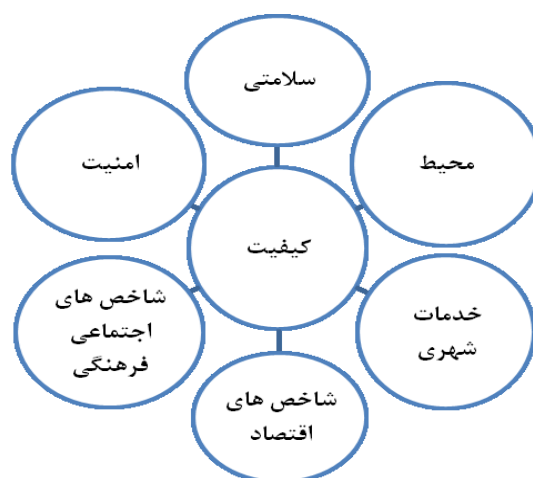 سلامتی
محیط
امنیت
کیفیت
خدمات
شهری
شاخص های
اجتماعی
فرهنگی
شاخص های
اقتصاد